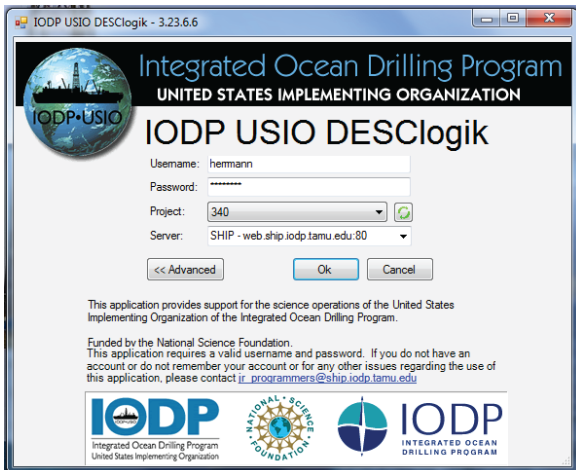 IODP USIO DESClogik - 3.23.6.6
Integrated Ocean Drilling Program
UNITED STATES IMPLEMENTING ORGANIZATION
IODP•USIO
IODP USIO DESClogik
Username: hermann
Password: ********
Project: 340
Server: SHIP - web.ship.iodp.tamu.edu:80
<< Advanced Ok Cancel
This application provides support for the science operations of the United States
Implementing Organization of the Integrated Ocean Drilling Program.
Funded by the National Science Foundation.
This application requires a valid username and password. If you do not have an
account or do not remember your account or for any other issues regarding the use of
this application, please contact jr_programmers@ship.iodp.tamu.edu
IODP
Integrated Ocean Drilling Program
United States Implementing Organization
NATIONAL • SCIENCE
FOUNDATION
IODP
INTEGRATED OCEAN
DRILLING PROGRAM